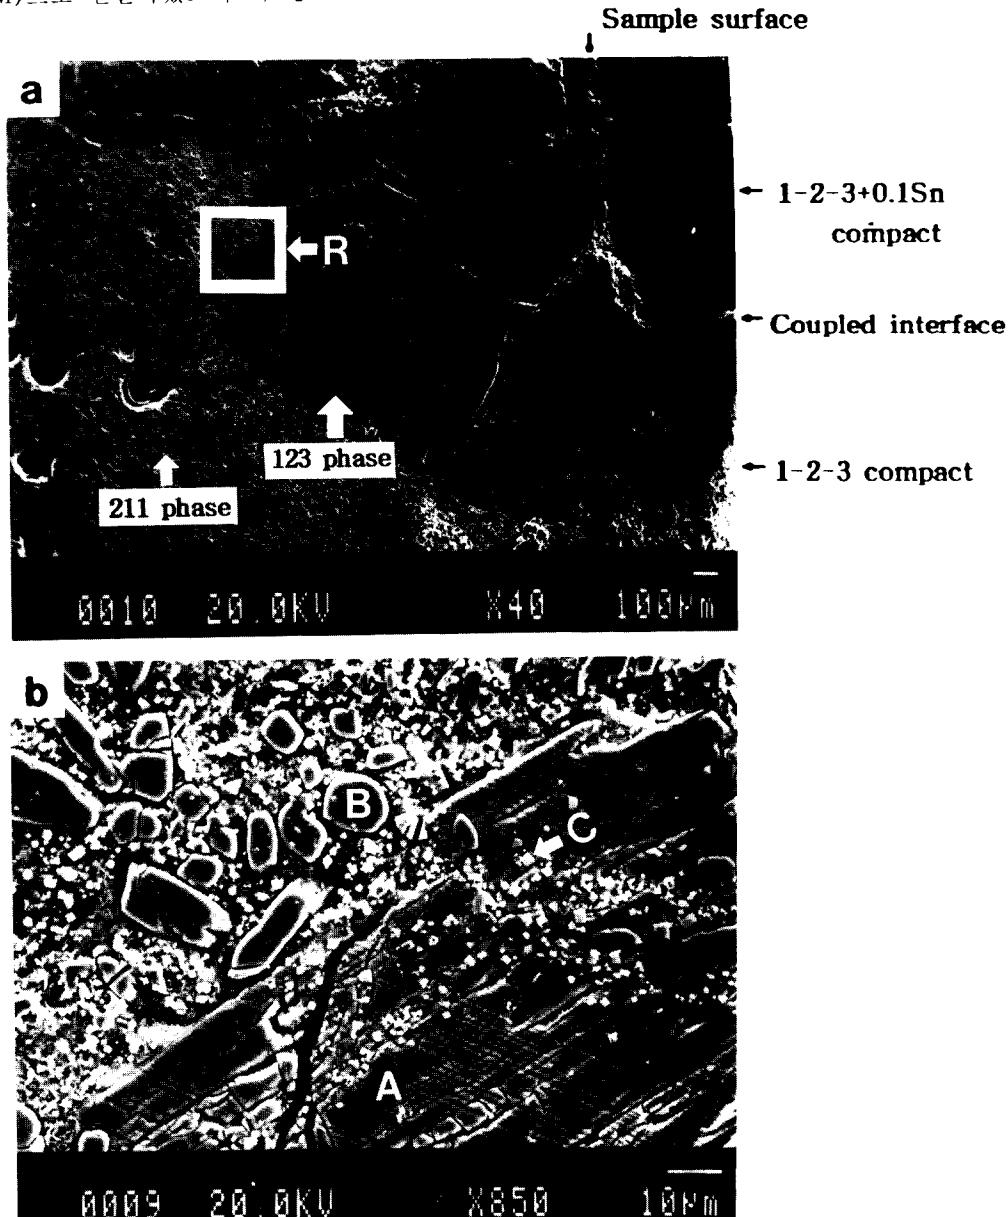 Sample surface
a
1-2-3+0.1Sn
compact
R
Coupled interface
123 phase
1-2-3 compact
211 phase
0010 20.0KV X40 100μm
b
B
C
A
0009 20.0KV X850 10μm